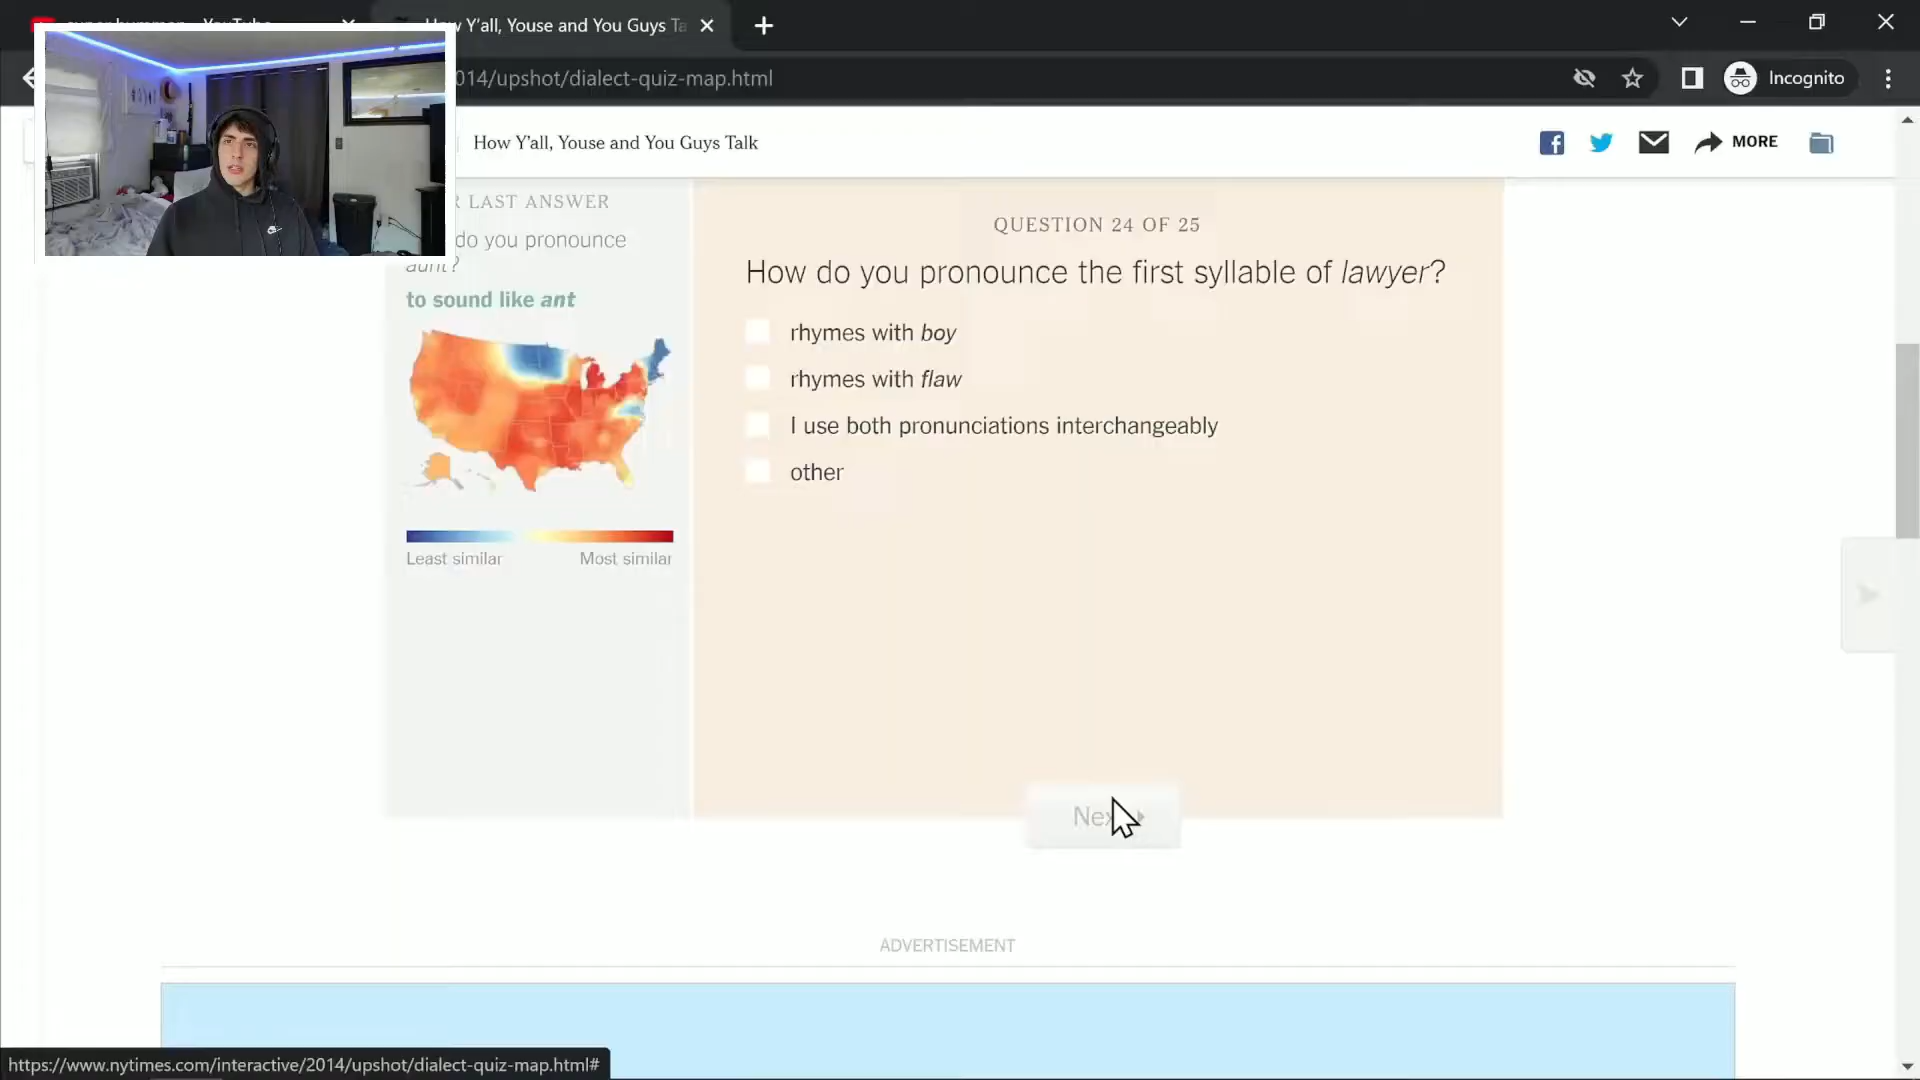 How Y'all, Youse and You Guys Ta
014/upshot/dialect-quiz-map.html
Incognito
How Y'all, Youse and You Guys Talk
MORE
LAST ANSWER
do you pronounce
aunt?
to sound like ant
Least similar
Most similar
QUESTION 24 OF 25
How do you pronounce the first syllable of lawyer?
rhymes with boy
rhymes with flaw
I use both pronunciations interchangeably
other
ADVERTISEMENT
https://www.nytimes.com/interactive/2014/upshot/dialect-quiz-map.html#